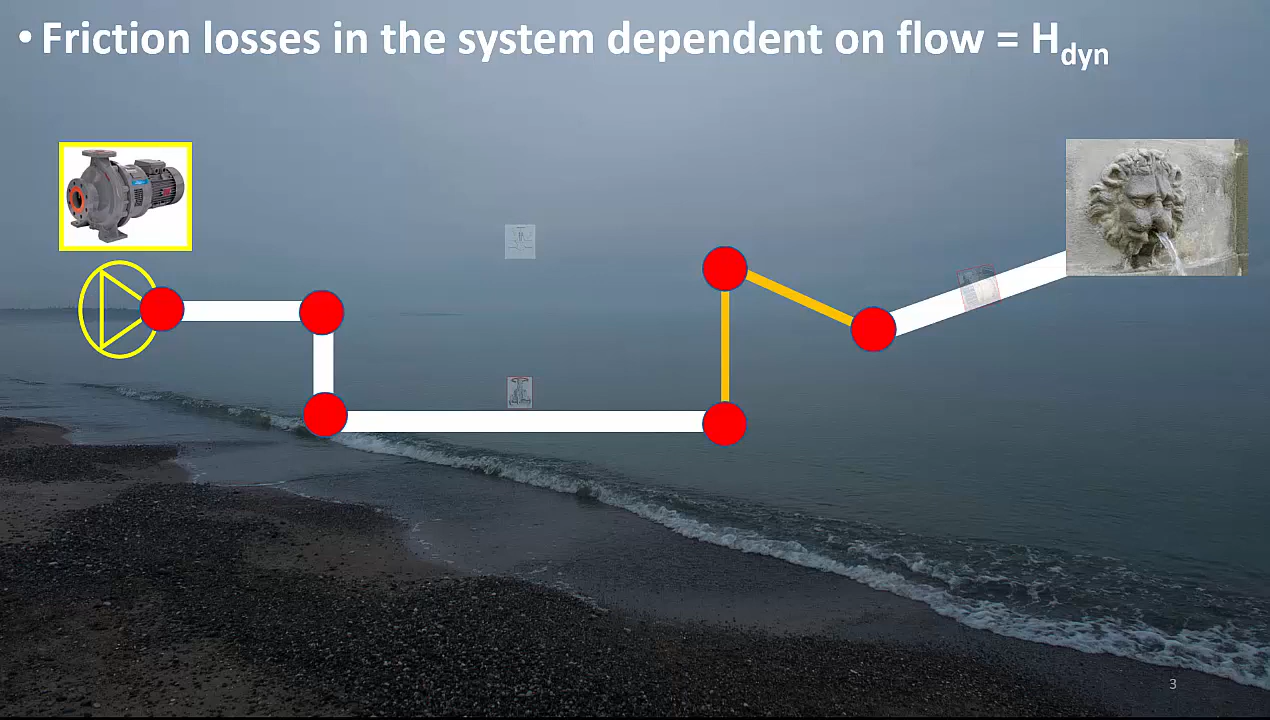 • Friction losses in the system dependent on flow = Hdyn
3